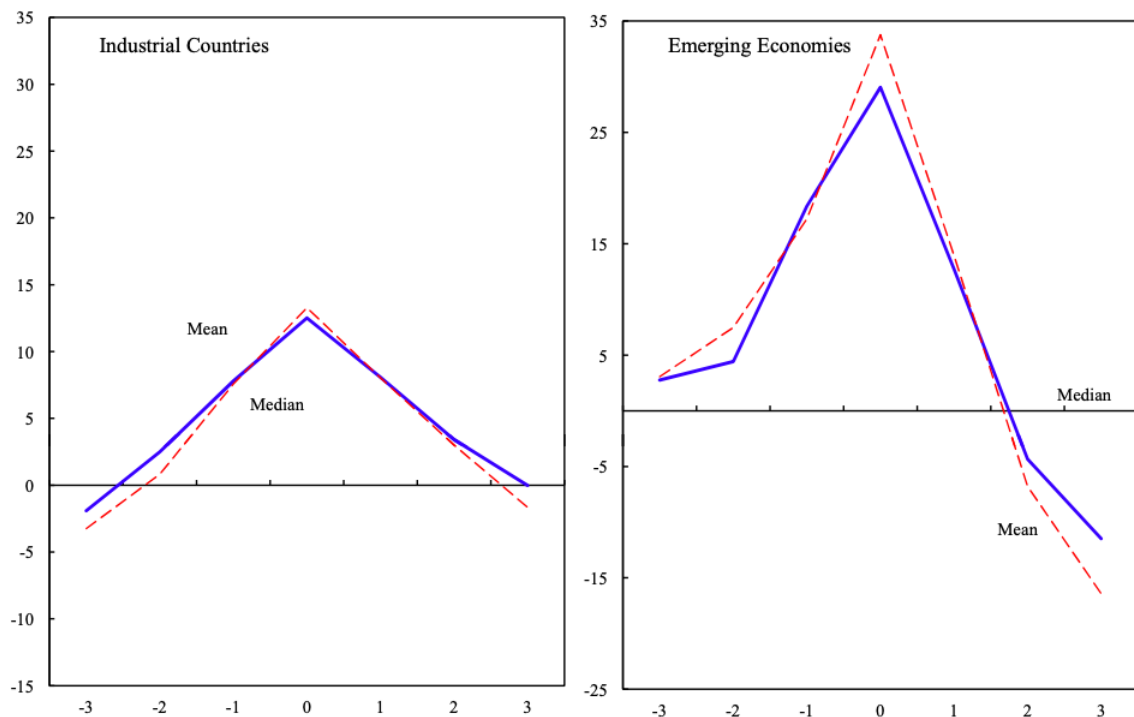 Industrial Countries
35
30
25
20
15
10
5
0
-5
-10
-15
Mean
Median
-3 -2 -1 0 1 2 3
Emerging Economies
35
25
15
5
-5
-15
-25
Median
Mean
-3 -2 -1 0 1 2 3